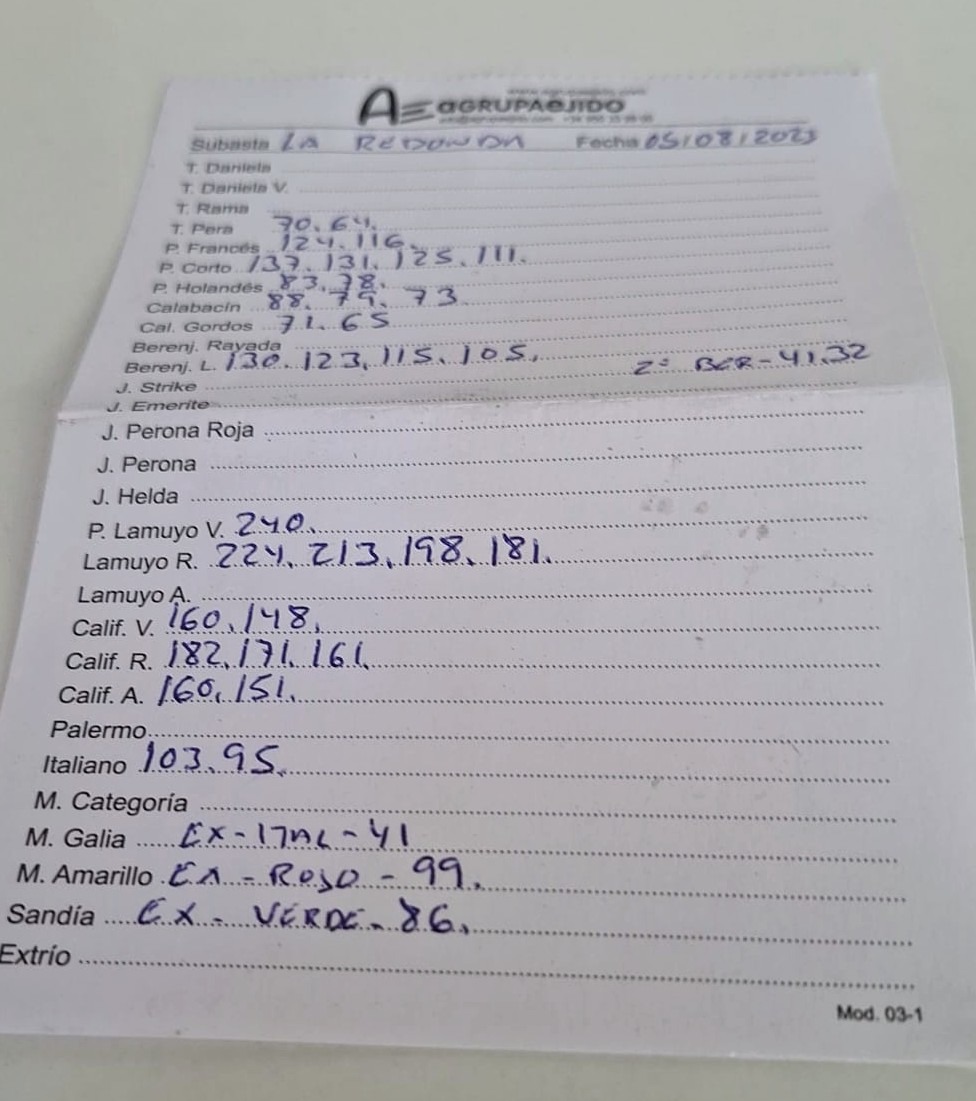 AGRUPAEJIDO
Subasta LA REDONDA Fecha 05/08/2023
T. Daniela
T. Daniela V.
T. Rama
T. Pera 70. 64.
P. Francés 124. 116.
P. Corto 137. 131. 125. 111.
P. Holandés 83. 78.
Calabacín 88. 79. 73
Cal. Gordos 71. 65
Berenj. Rayada
Berenj. L. 130. 123, 115. 105. 2ª BER - 41.32
J. Strike
J. Emerite
J. Perona Roja
J. Perona
J. Helda
P. Lamuyo V. 240.
Lamuyo R. 224. 213. 198. 181.
Lamuyo A.
Calif. V. 160. 148.
Calif. R. 182. 171. 161.
Calif. A. 160. 151.
Palermo
Italiano 103. 95.
M. Categoría
M. Galia EX - ITAL - 41
M. Amarillo EX - ROJO - 99.
Sandía EX - VERDE - 86.
Extrío
Mod. 03-1